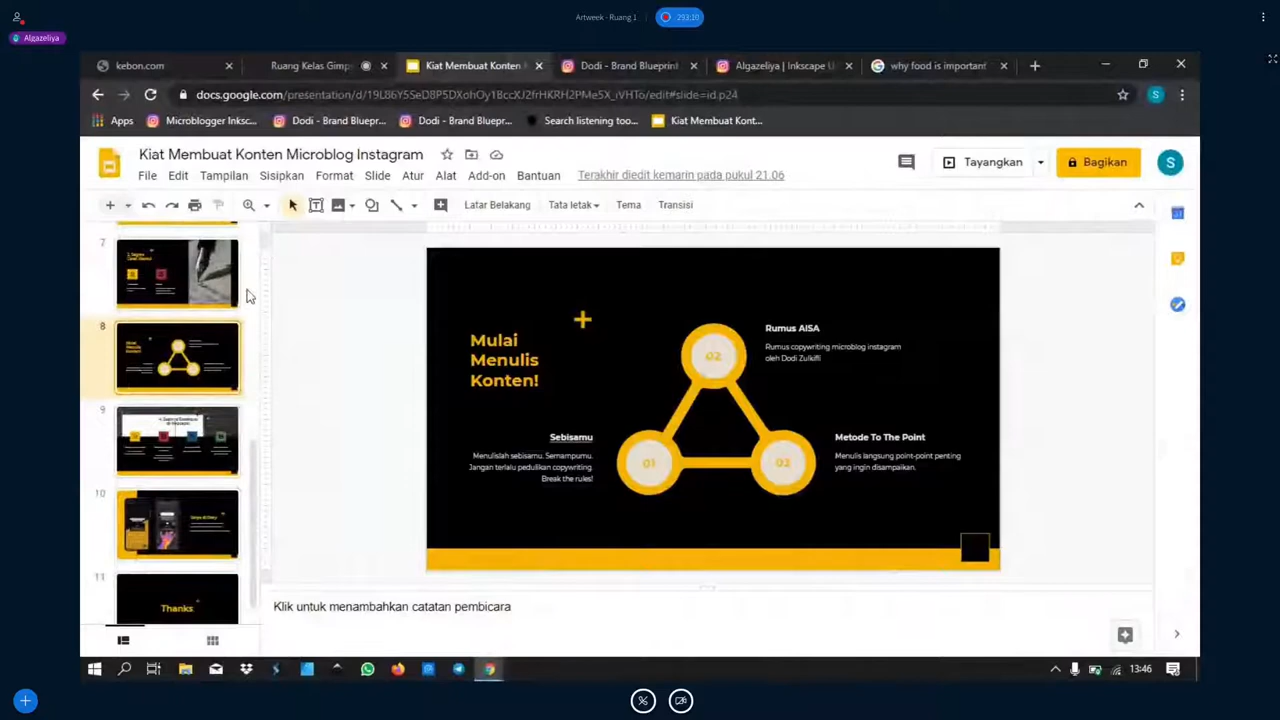 Artweek - Ruang 1
293:10
Algazeliya
kebon.com
Ruang Kelas Gimp
Kiat Membuat Konten
Dodi - Brand Blueprint
Algazeliya | Inkscape U
why food is important
docs.google.com/presentation/d/19L86Y5SeD8P5DXohOy1BccXJ2frHKRH2PMe5X_iVHTo/edit#slide=id.p24
S
Apps
Microblogger Inksc...
Dodi - Brand Bluepr...
Dodi - Brand Bluepr...
Search listening too...
Kiat Membuat Kont...
Kiat Membuat Konten Microblog Instagram
Tayangkan
Bagikan
S
File Edit Tampilan Sisipkan Format Slide Atur Alat Add-on Bantuan
Terakhir diedit kemarin pada pukul 21.06
Latar Belakang
Tata letak
Tema
Transisi
7
8
Mulai
Menulis
Konten!
9
10
11
Thanks
Mulai
Menulis
Konten!
02
Rumus AISA
Rumus copywriting microblog instagram
oleh Dodi Zulkifli
Sebisamu
Menulislah sebisamu. Semampumu.
Jangan terlalu pedulikan copywriting.
Break the rules!
01
03
Metode To The Point
Menulis langsung point-point penting
yang ingin disampaikan.
Klik untuk menambahkan catatan pembicara
13:46